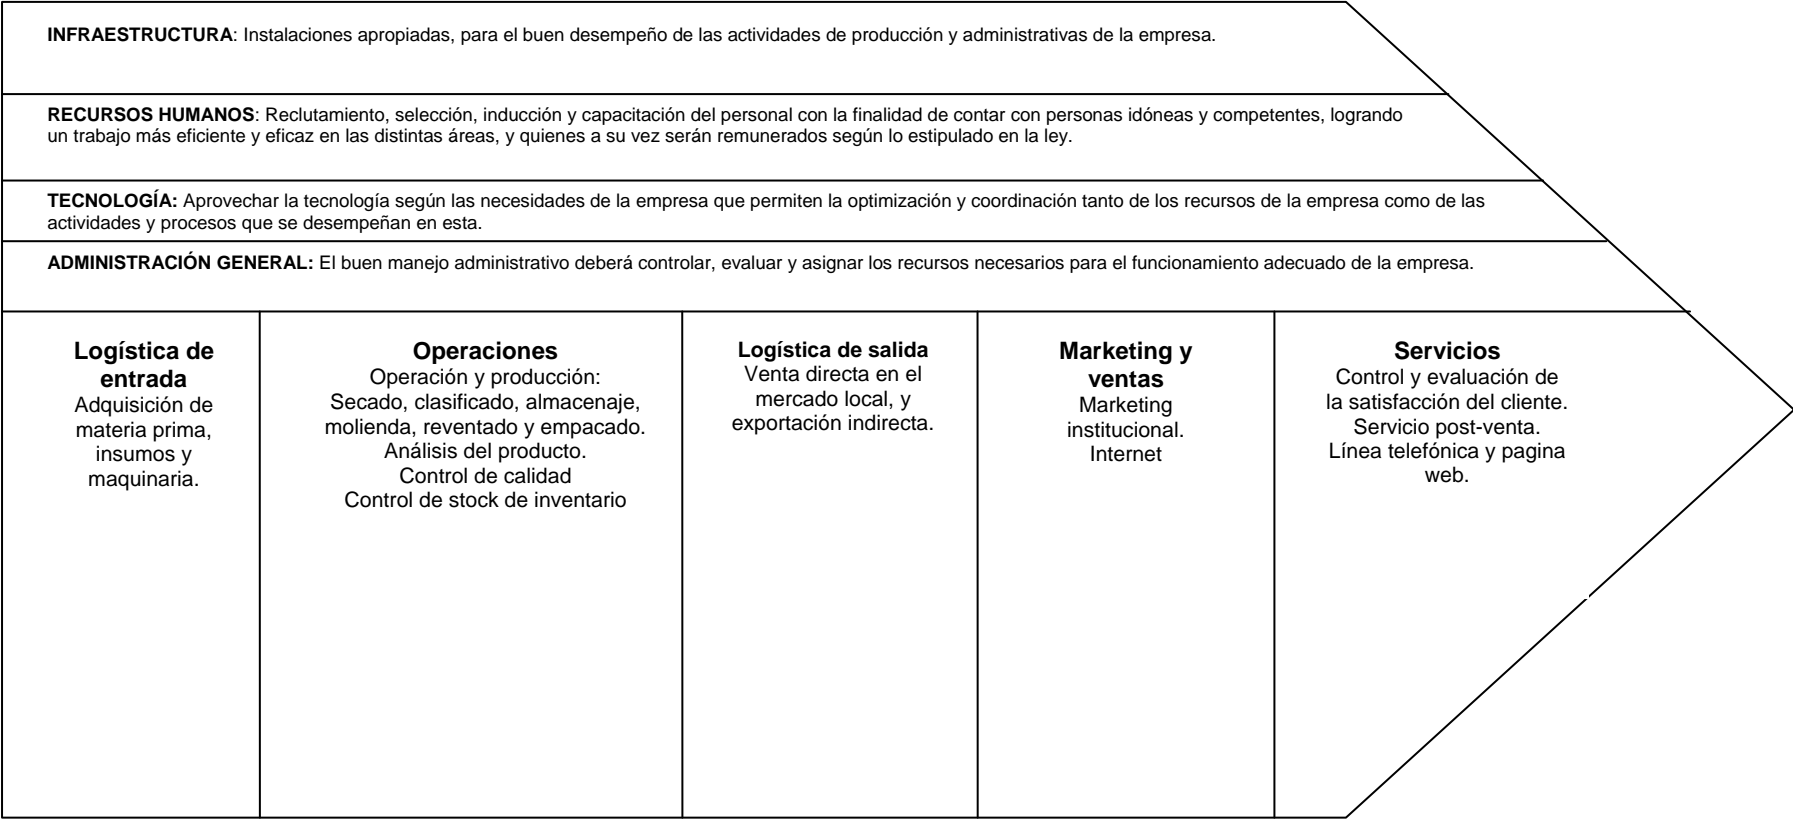 INFRAESTRUCTURA: Instalaciones apropiadas, para el buen desempeño de las actividades de producción y administrativas de la empresa.
RECURSOS HUMANOS: Reclutamiento, selección, inducción y capacitación del personal con la finalidad de contar con personas idóneas y competentes, logrando
un trabajo más eficiente y eficaz en las distintas áreas, y quienes a su vez serán remunerados según lo estipulado en la ley.
TECNOLOGÍA: Aprovechar la tecnología según las necesidades de la empresa que permiten la optimización y coordinación tanto de los recursos de la empresa como de las
actividades y procesos que se desempeñan en esta.
ADMINISTRACIÓN GENERAL: El buen manejo administrativo deberá controlar, evaluar y asignar los recursos necesarios para el funcionamiento adecuado de la empresa.
Logística de
entrada
Adquisición de
materia prima,
insumos y
maquinaria.
Operaciones
Operación y producción:
Secado, clasificado, almacenaje,
molienda, reventado y empacado.
Análisis del producto.
Control de calidad
Control de stock de inventario
Logística de salida
Venta directa en el
mercado local, y
exportación indirecta.
Marketing y
ventas
Marketing
institucional.
Internet
Servicios
Control y evaluación de
la satisfacción del cliente.
Servicio post-venta.
Línea telefónica y pagina
web.